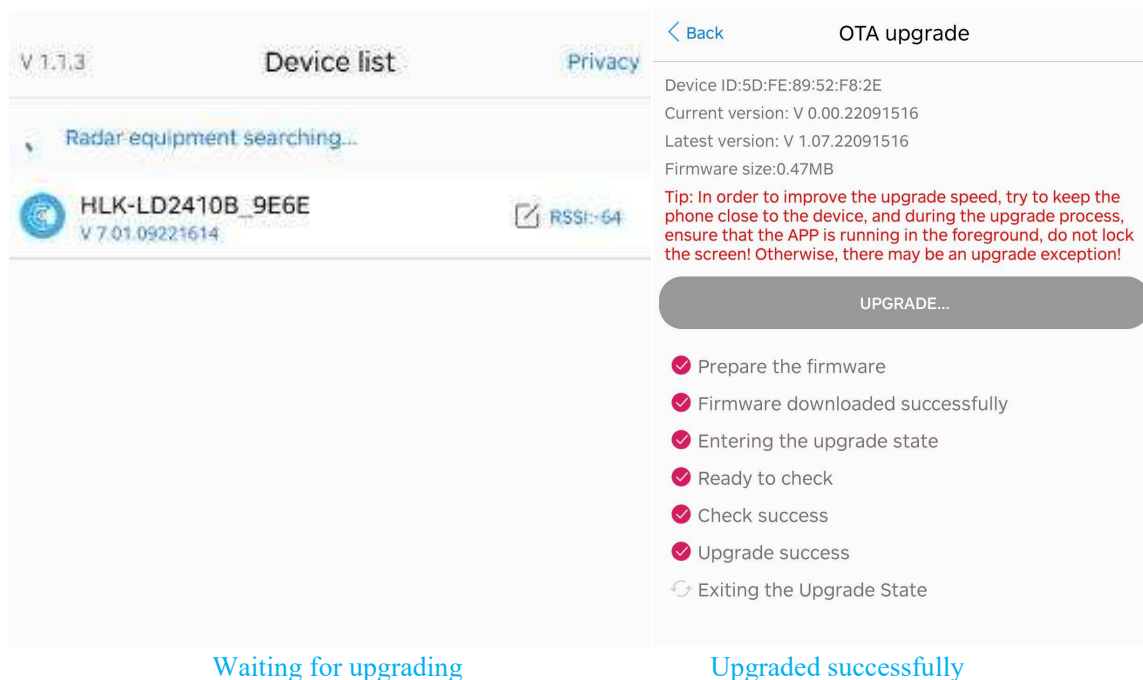 V 1.1.3 Device list Privacy
Radar equipment searching...
HLK-LD2410B_9E6E
V 7.01.09221614
RSSI:-64
Back OTA upgrade
Device ID:5D:FE:89:52:F8:2E
Current version: V 0.00.22091516
Latest version: V 1.07.22091516
Firmware size:0.47MB
Tip: In order to improve the upgrade speed, try to keep the
phone close to the device, and during the upgrade process,
ensure that the APP is running in the foreground, do not lock
the screen! Otherwise, there may be an upgrade exception!
UPGRADE...
Prepare the firmware
Firmware downloaded successfully
Entering the upgrade state
Ready to check
Check success
Upgrade success
Exiting the Upgrade State
Waiting for upgrading
Upgraded successfully